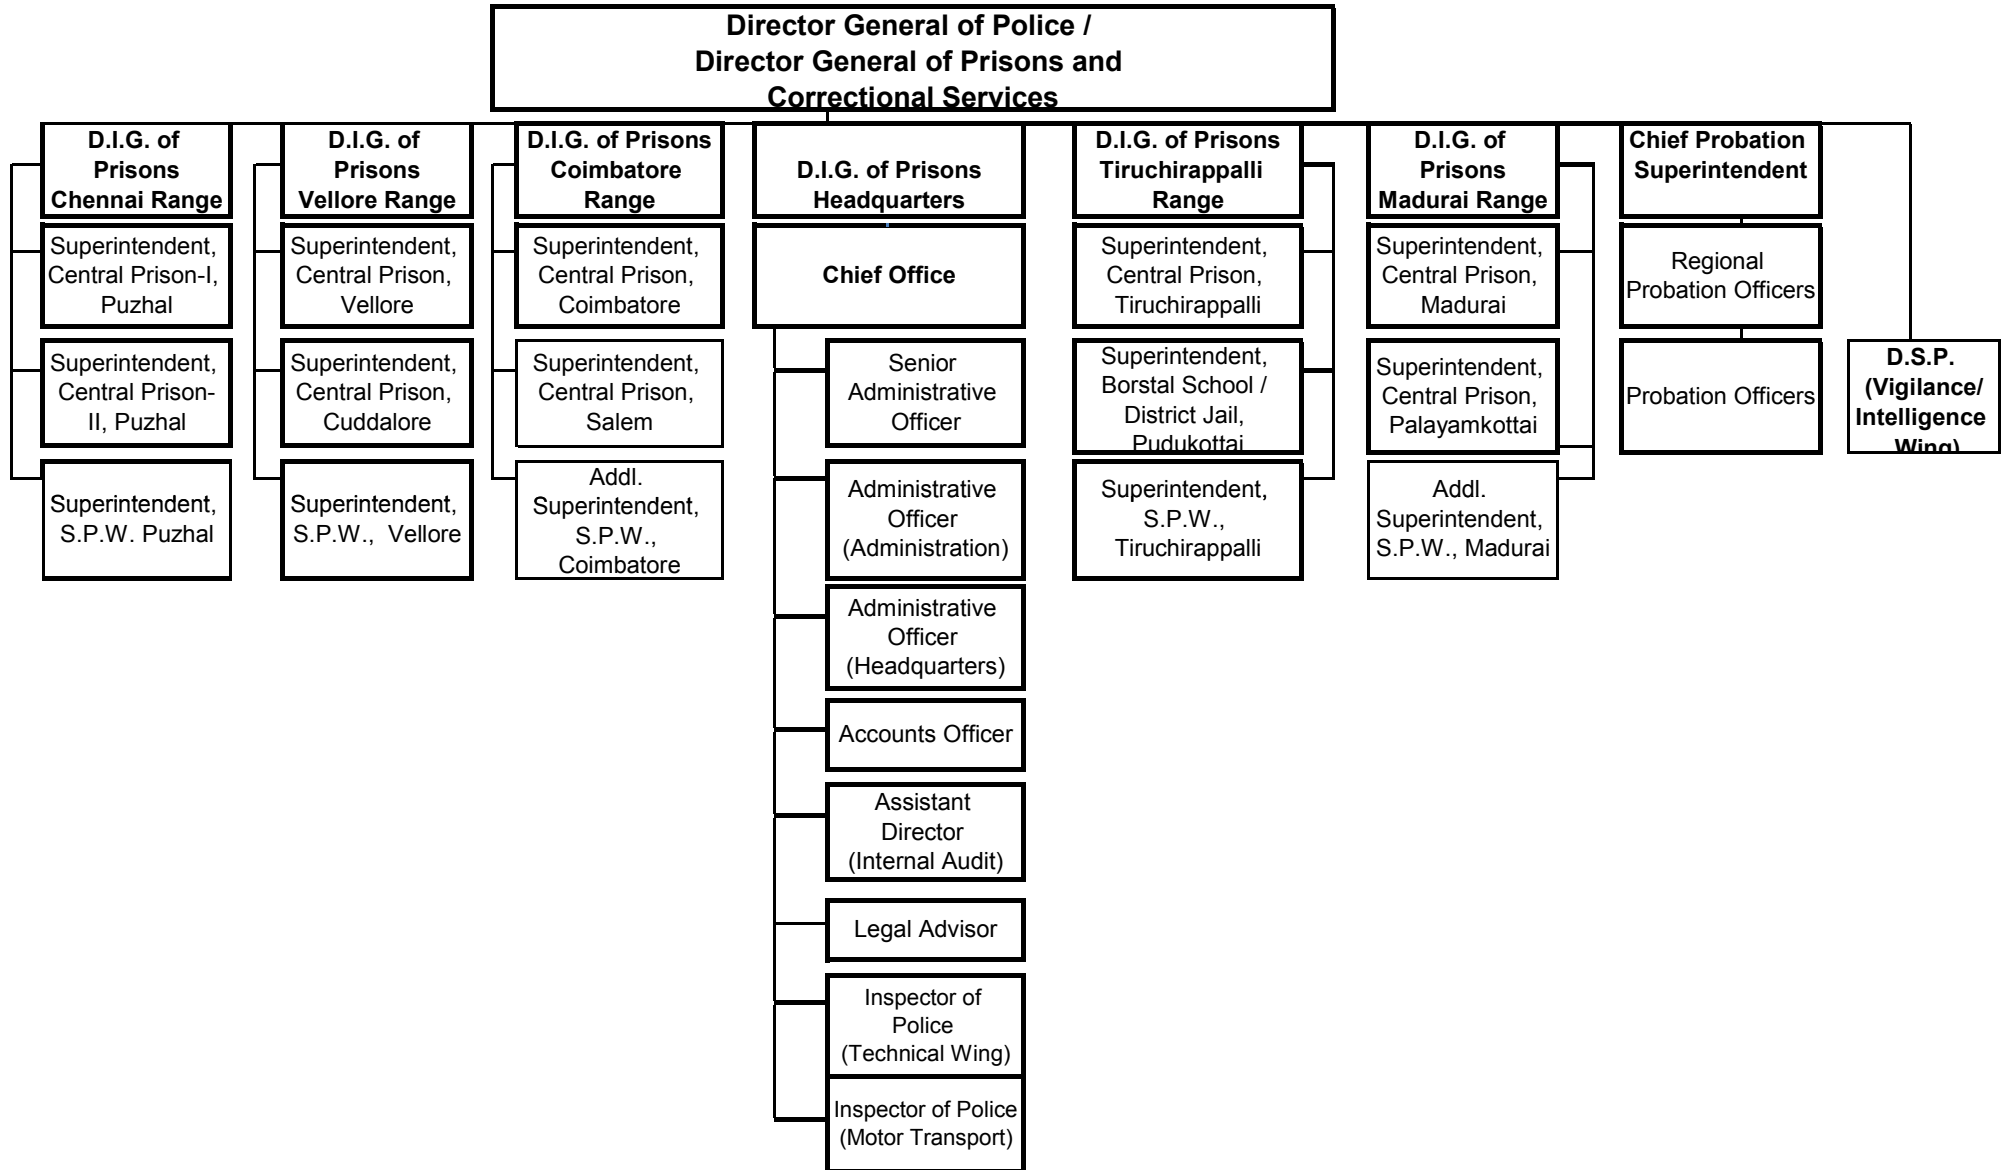 Director General of Police /
Director General of Prisons and
Correctional Services
D.I.G. of
Prisons
Chennai Range
Superintendent,
Central Prison-I,
Puzhal
Superintendent,
Central Prison-
II, Puzhal
Superintendent,
S.P.W. Puzhal
D.I.G. of
Prisons
Vellore Range
Superintendent,
Central Prison,
Vellore
Superintendent,
Central Prison,
Cuddalore
Superintendent,
S.P.W., Vellore
D.I.G. of Prisons
Coimbatore
Range
Superintendent,
Central Prison,
Coimbatore
Superintendent,
Central Prison,
Salem
Addl.
Superintendent,
S.P.W.,
Coimbatore
D.I.G. of Prisons
Headquarters
Chief Office
Senior
Administrative
Officer
Administrative
Officer
(Administration)
Administrative
Officer
(Headquarters)
Accounts Officer
Assistant
Director
(Internal Audit)
Legal Advisor
Inspector of
Police
(Technical Wing)
Inspector of Police
(Motor Transport)
D.I.G. of Prisons
Tiruchirappalli
Range
Superintendent,
Central Prison,
Tiruchirappalli
Superintendent,
Borstal School /
District Jail,
Pudukottai
Superintendent,
S.P.W.,
Tiruchirappalli
D.I.G. of
Prisons
Madurai Range
Superintendent,
Central Prison,
Madurai
Superintendent,
Central Prison,
Palayamkottai
Addl.
Superintendent,
S.P.W., Madurai
Chief Probation
Superintendent
Regional
Probation Officers
Probation Officers
D.S.P.
(Vigilance/
Intelligence
Wing)